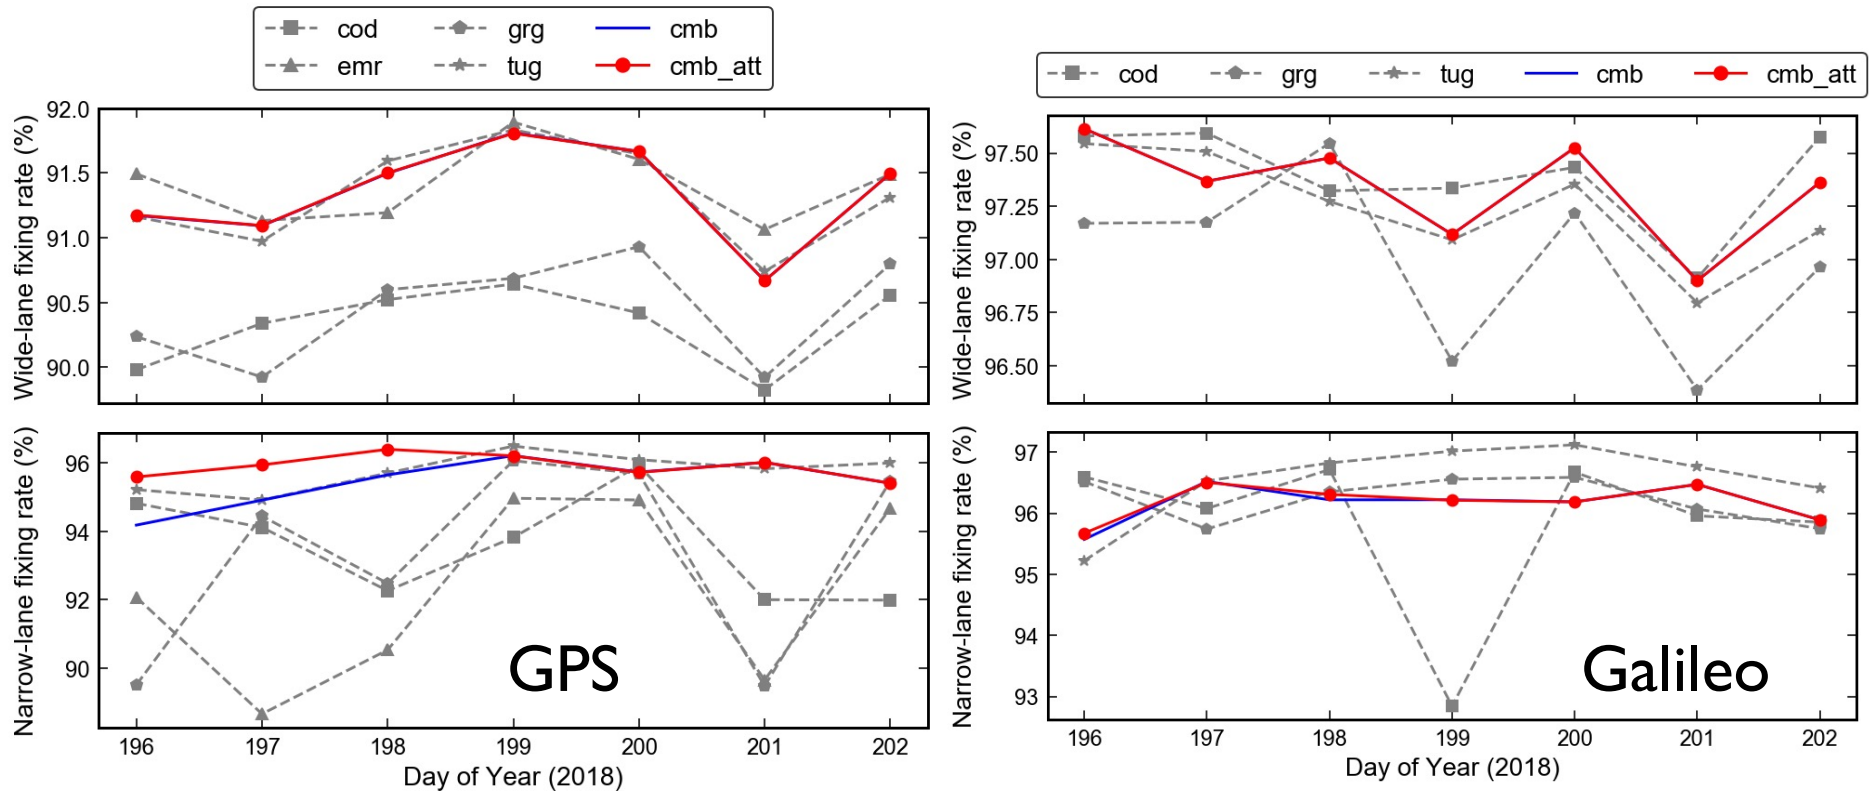 cod grg cmb
emr tug cmb_att
Wide-lane fixing rate (%)
92.0
91.5
91.0
90.5
90.0
Narrow-lane fixing rate (%)
96
94
92
90
GPS
196 197 198 199 200 201 202
Day of Year (2018)
cod grg tug cmb cmb_att
Wide-lane fixing rate (%)
97.50
97.25
97.00
96.75
96.50
Narrow-lane fixing rate (%)
97
96
95
94
93
Galileo
196 197 198 199 200 201 202
Day of Year (2018)